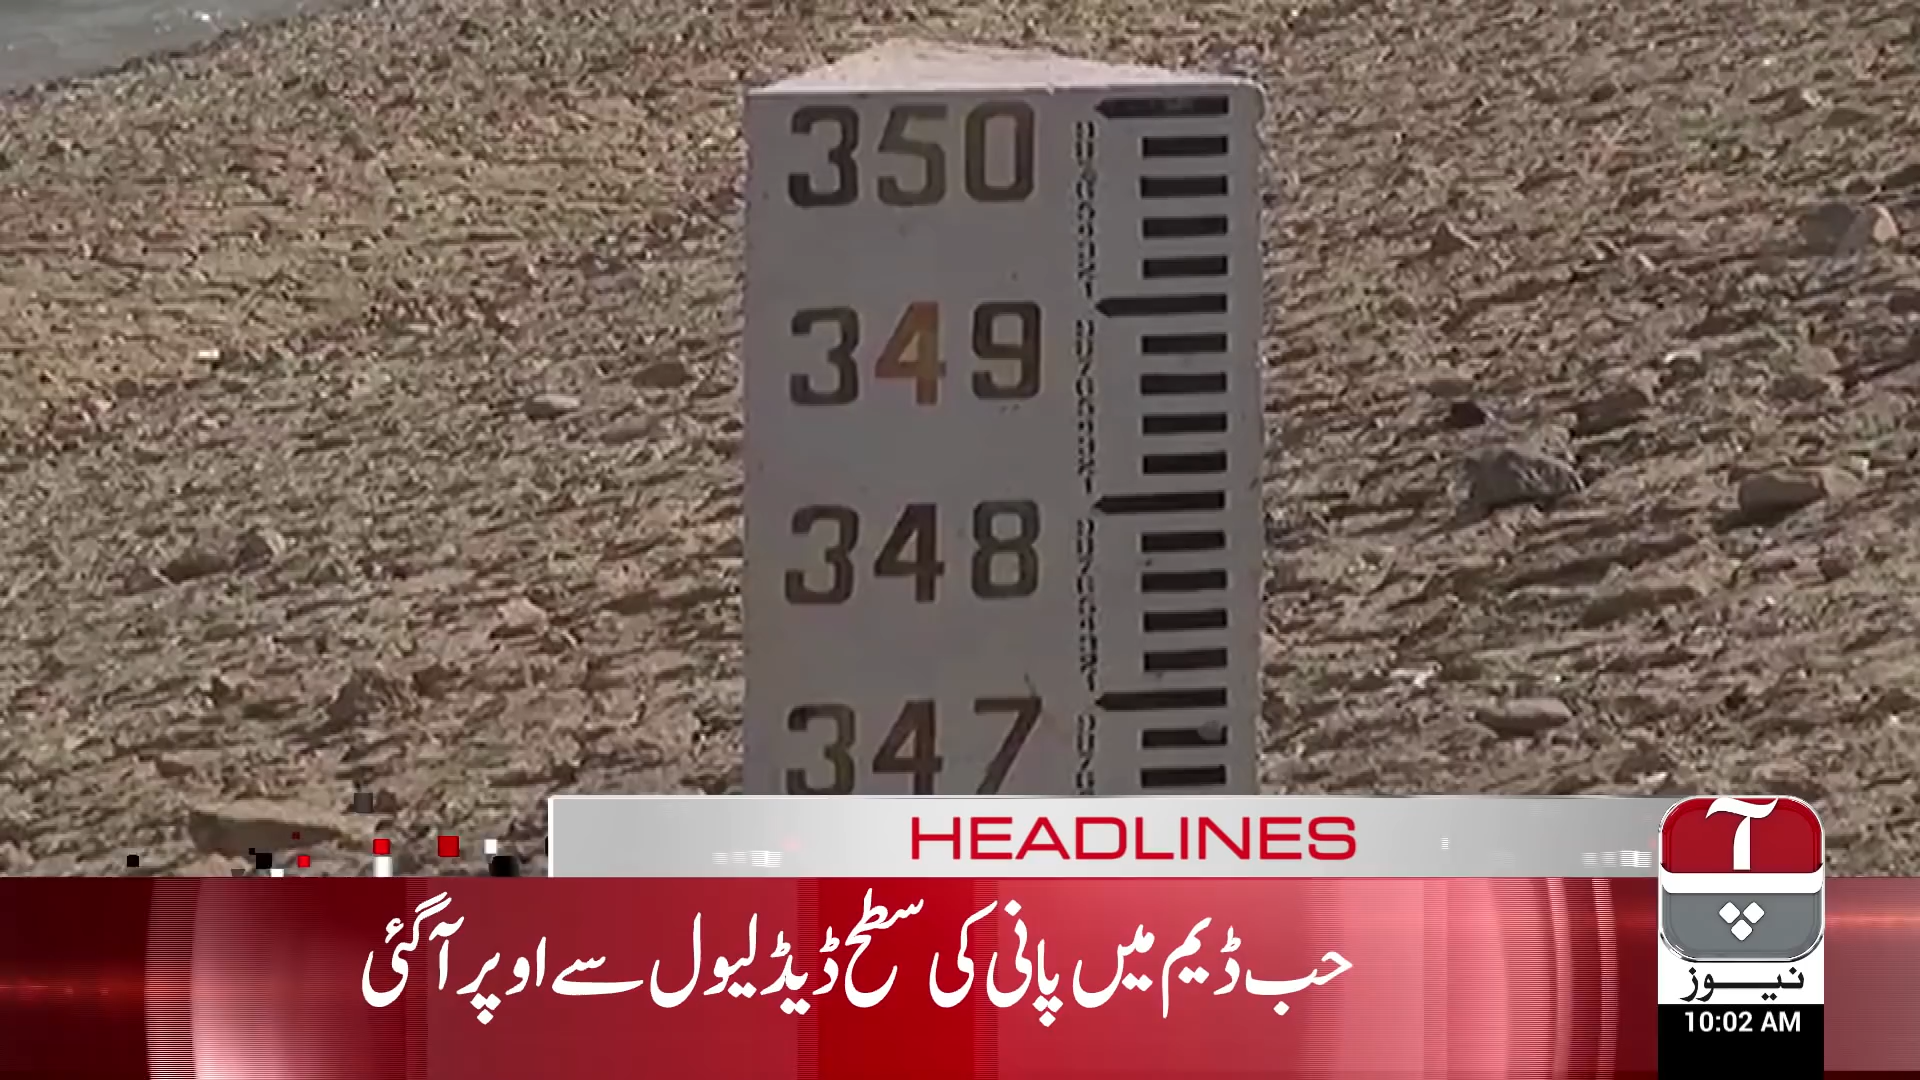 350
349
348
347
HEADLINES
حب ڈیم میں پانی کی سطح ڈیڈ لیول سے اوپر آگئی
آپ
نیوز
10:02 AM